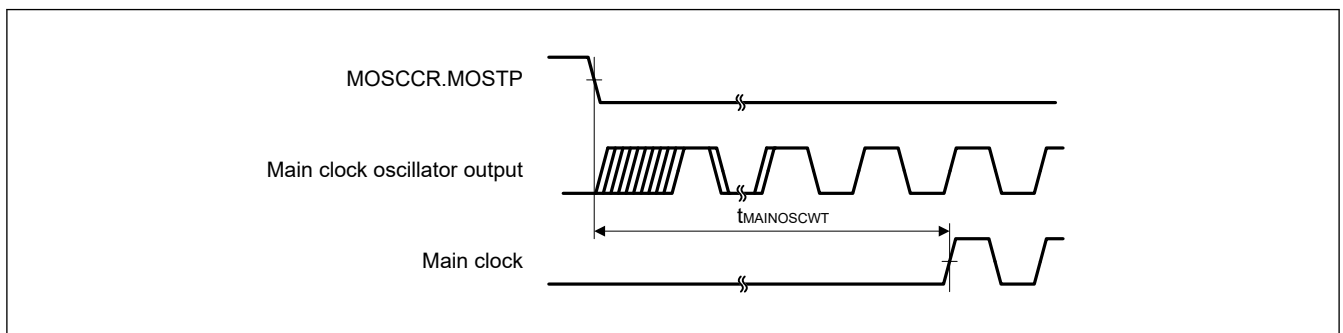 MOSCCR.MOSTP
Main clock oscillator output
tMAINOSCWT
Main clock